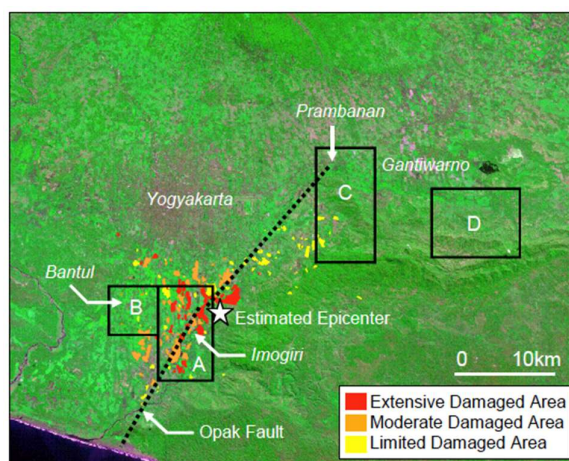 Prambanan
Gantiwarno
C
Yogyakarta
D
Bantul
B
Estimated Epicenter
Imogiri
A
0 10km
Opak Fault
Extensive Damaged Area
Moderate Damaged Area
Limited Damaged Area